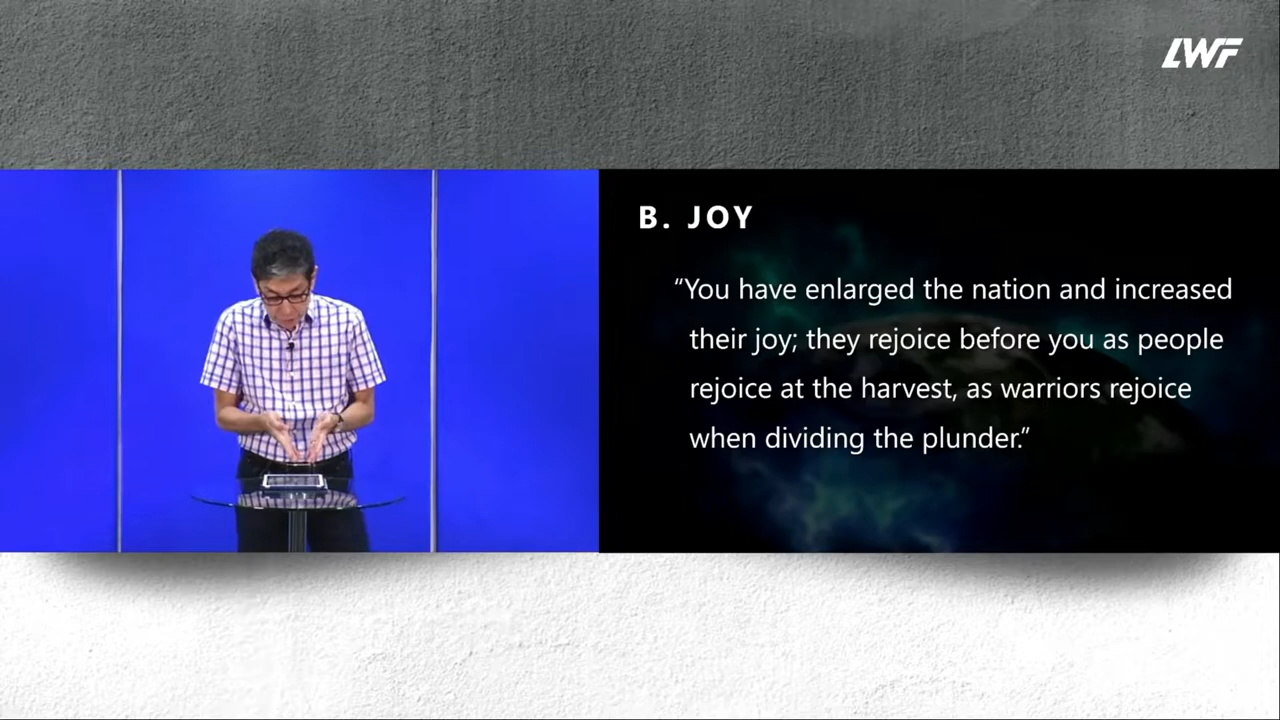 LWF
B. JOY
“You have enlarged the nation and increased
their joy; they rejoice before you as people
rejoice at the harvest, as warriors rejoice
when dividing the plunder.”